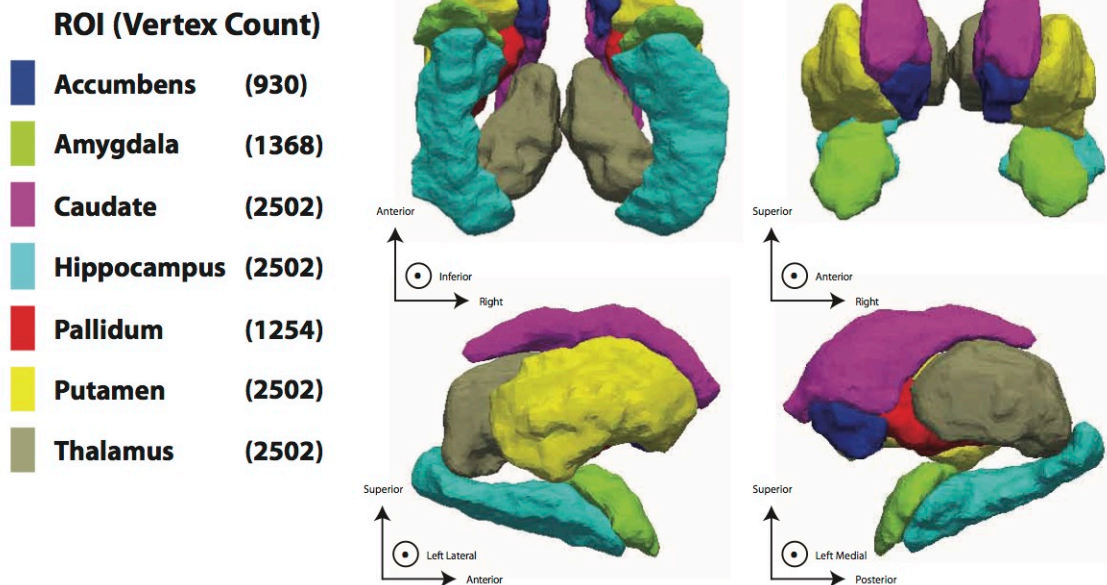 ROI (Vertex Count)
Accumbens (930)
Amygdala (1368)
Caudate (2502)
Hippocampus (2502)
Pallidum (1254)
Putamen (2502)
Thalamus (2502)
Anterior
Inferior
Right
Superior
Anterior
Right
Superior
Left Lateral
Anterior
Superior
Left Medial
Posterior